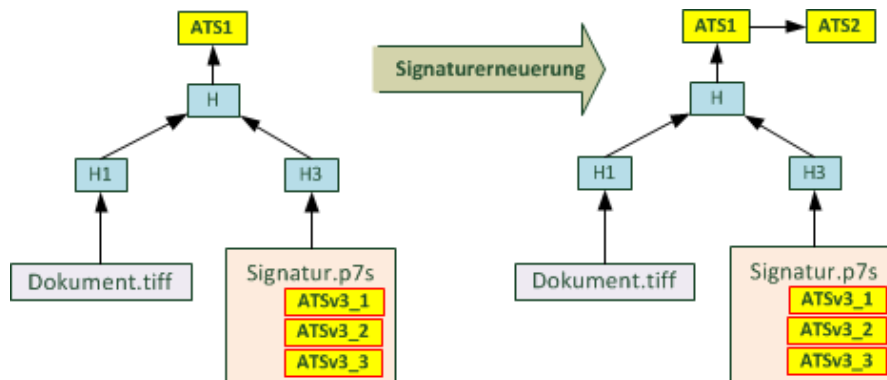 ATS1
H
H1
H3
Dokument.tiff
Signatur.p7s
ATSv3_1
ATSv3_2
ATSv3_3
Signaturerneuerung
ATS1
ATS2
H
H1
H3
Dokument.tiff
Signatur.p7s
ATSv3_1
ATSv3_2
ATSv3_3